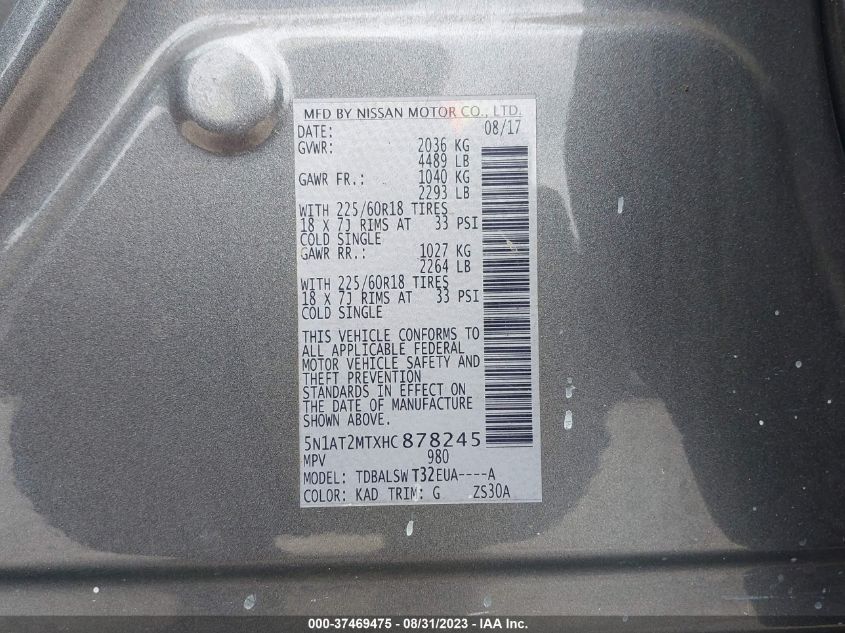 MFD BY NISSAN MOTOR CO., LTD.
DATE: 08/17
GVWR: 2036 KG
4489 LB
GAWR FR.: 1040 KG
2293 LB
WITH 225/60R18 TIRES
18 X 7J RIMS AT 33 PSI
COLD SINGLE
GAWR RR.: 1027 KG
2264 LB
WITH 225/60R18 TIRES
18 X 7J RIMS AT 33 PSI
COLD SINGLE
THIS VEHICLE CONFORMS TO
ALL APPLICABLE FEDERAL
MOTOR VEHICLE SAFETY AND
THEFT PREVENTION
STANDARDS IN EFFECT ON
THE DATE OF MANUFACTURE
SHOWN ABOVE.
5N1AT2MTXHC878245
MPV 980
MODEL: TDBALSW T32EUA----A
COLOR: KAD TRIM: G ZS30A
000-37469475 - 08/31/2023 - IAA Inc.